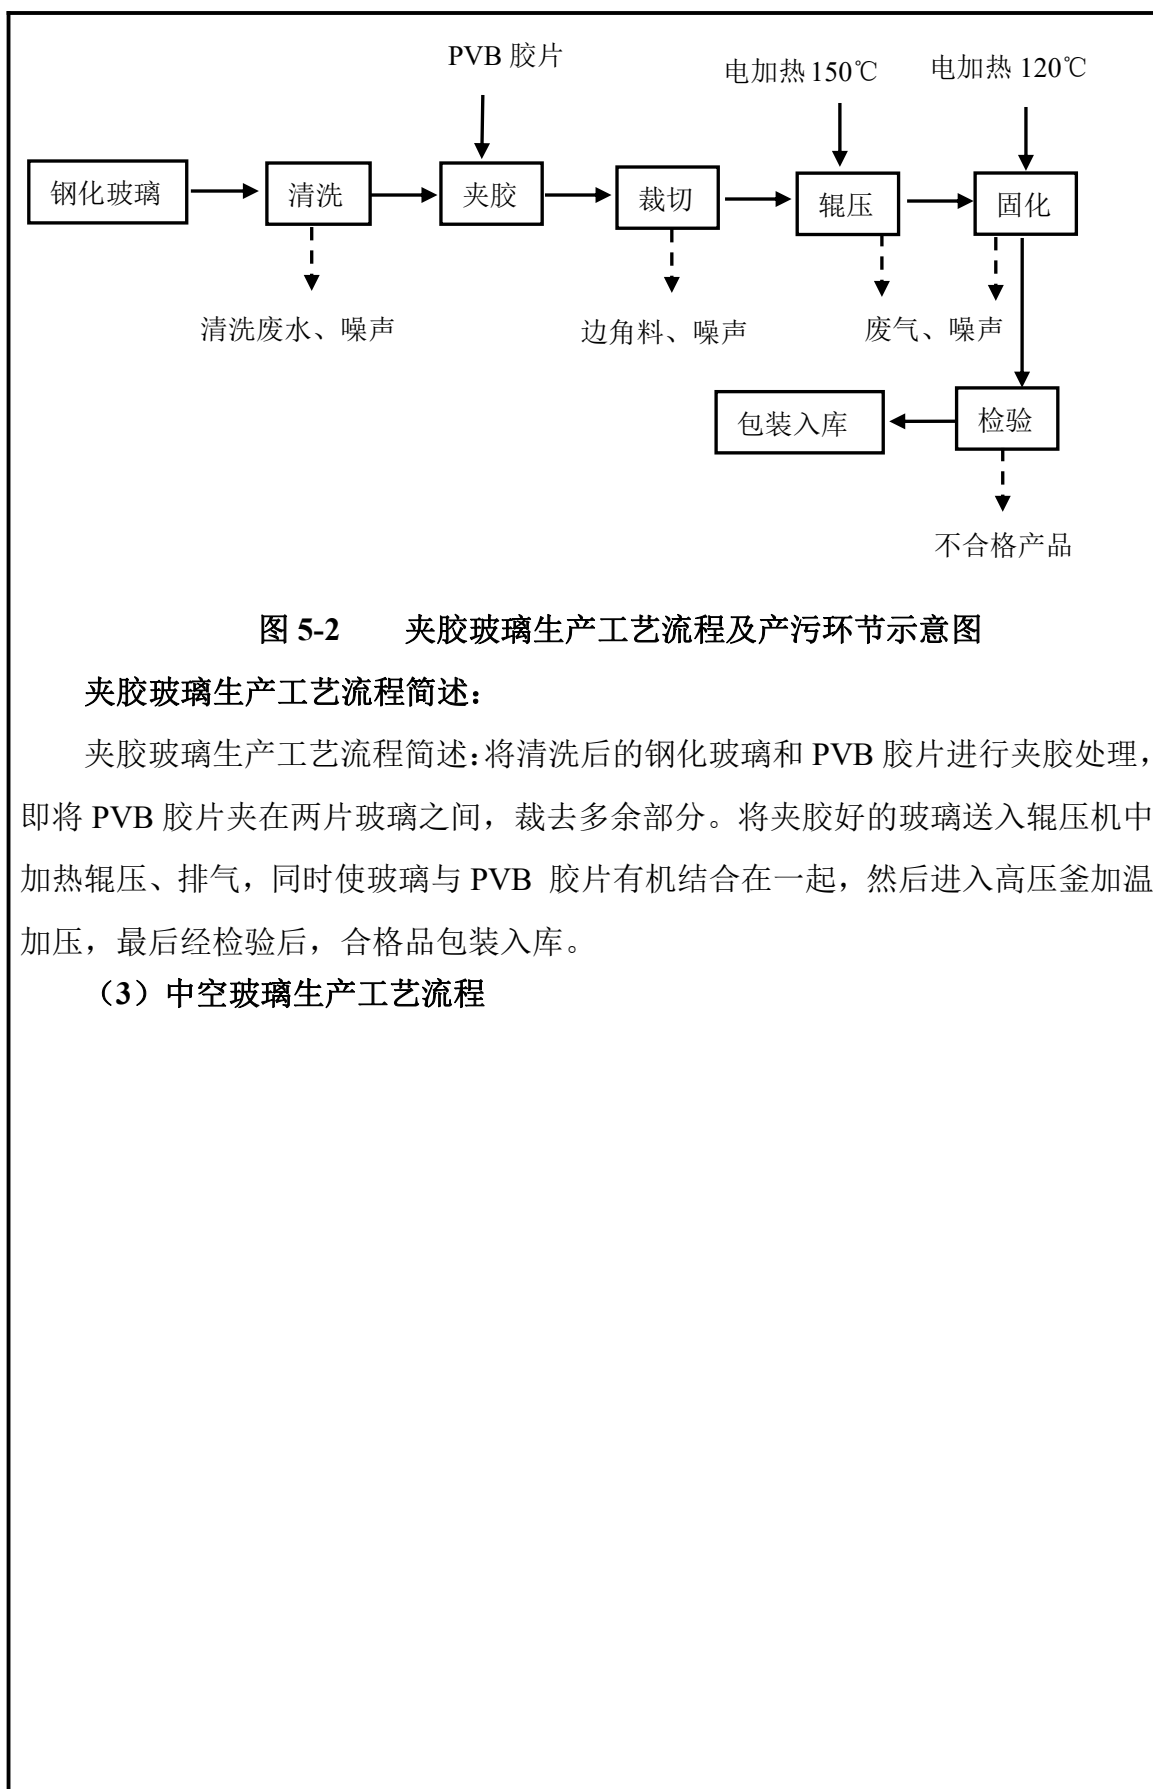 PVB 胶片
电加热 150℃
电加热 120℃
钢化玻璃
清洗
夹胶
裁切
辊压
固化
清洗废水、噪声
边角料、噪声
废气、噪声
包装入库
检验
不合格产品
图 5-2 夹胶玻璃生产工艺流程及产污环节示意图
夹胶玻璃生产工艺流程简述：
夹胶玻璃生产工艺流程简述：将清洗后的钢化玻璃和 PVB 胶片进行夹胶处理，
即将 PVB 胶片夹在两片玻璃之间，裁去多余部分。将夹胶好的玻璃送入辊压机中
加热辊压、排气，同时使玻璃与 PVB 胶片有机结合在一起，然后进入高压釜加温
加压，最后经检验后，合格品包装入库。
（3）中空玻璃生产工艺流程